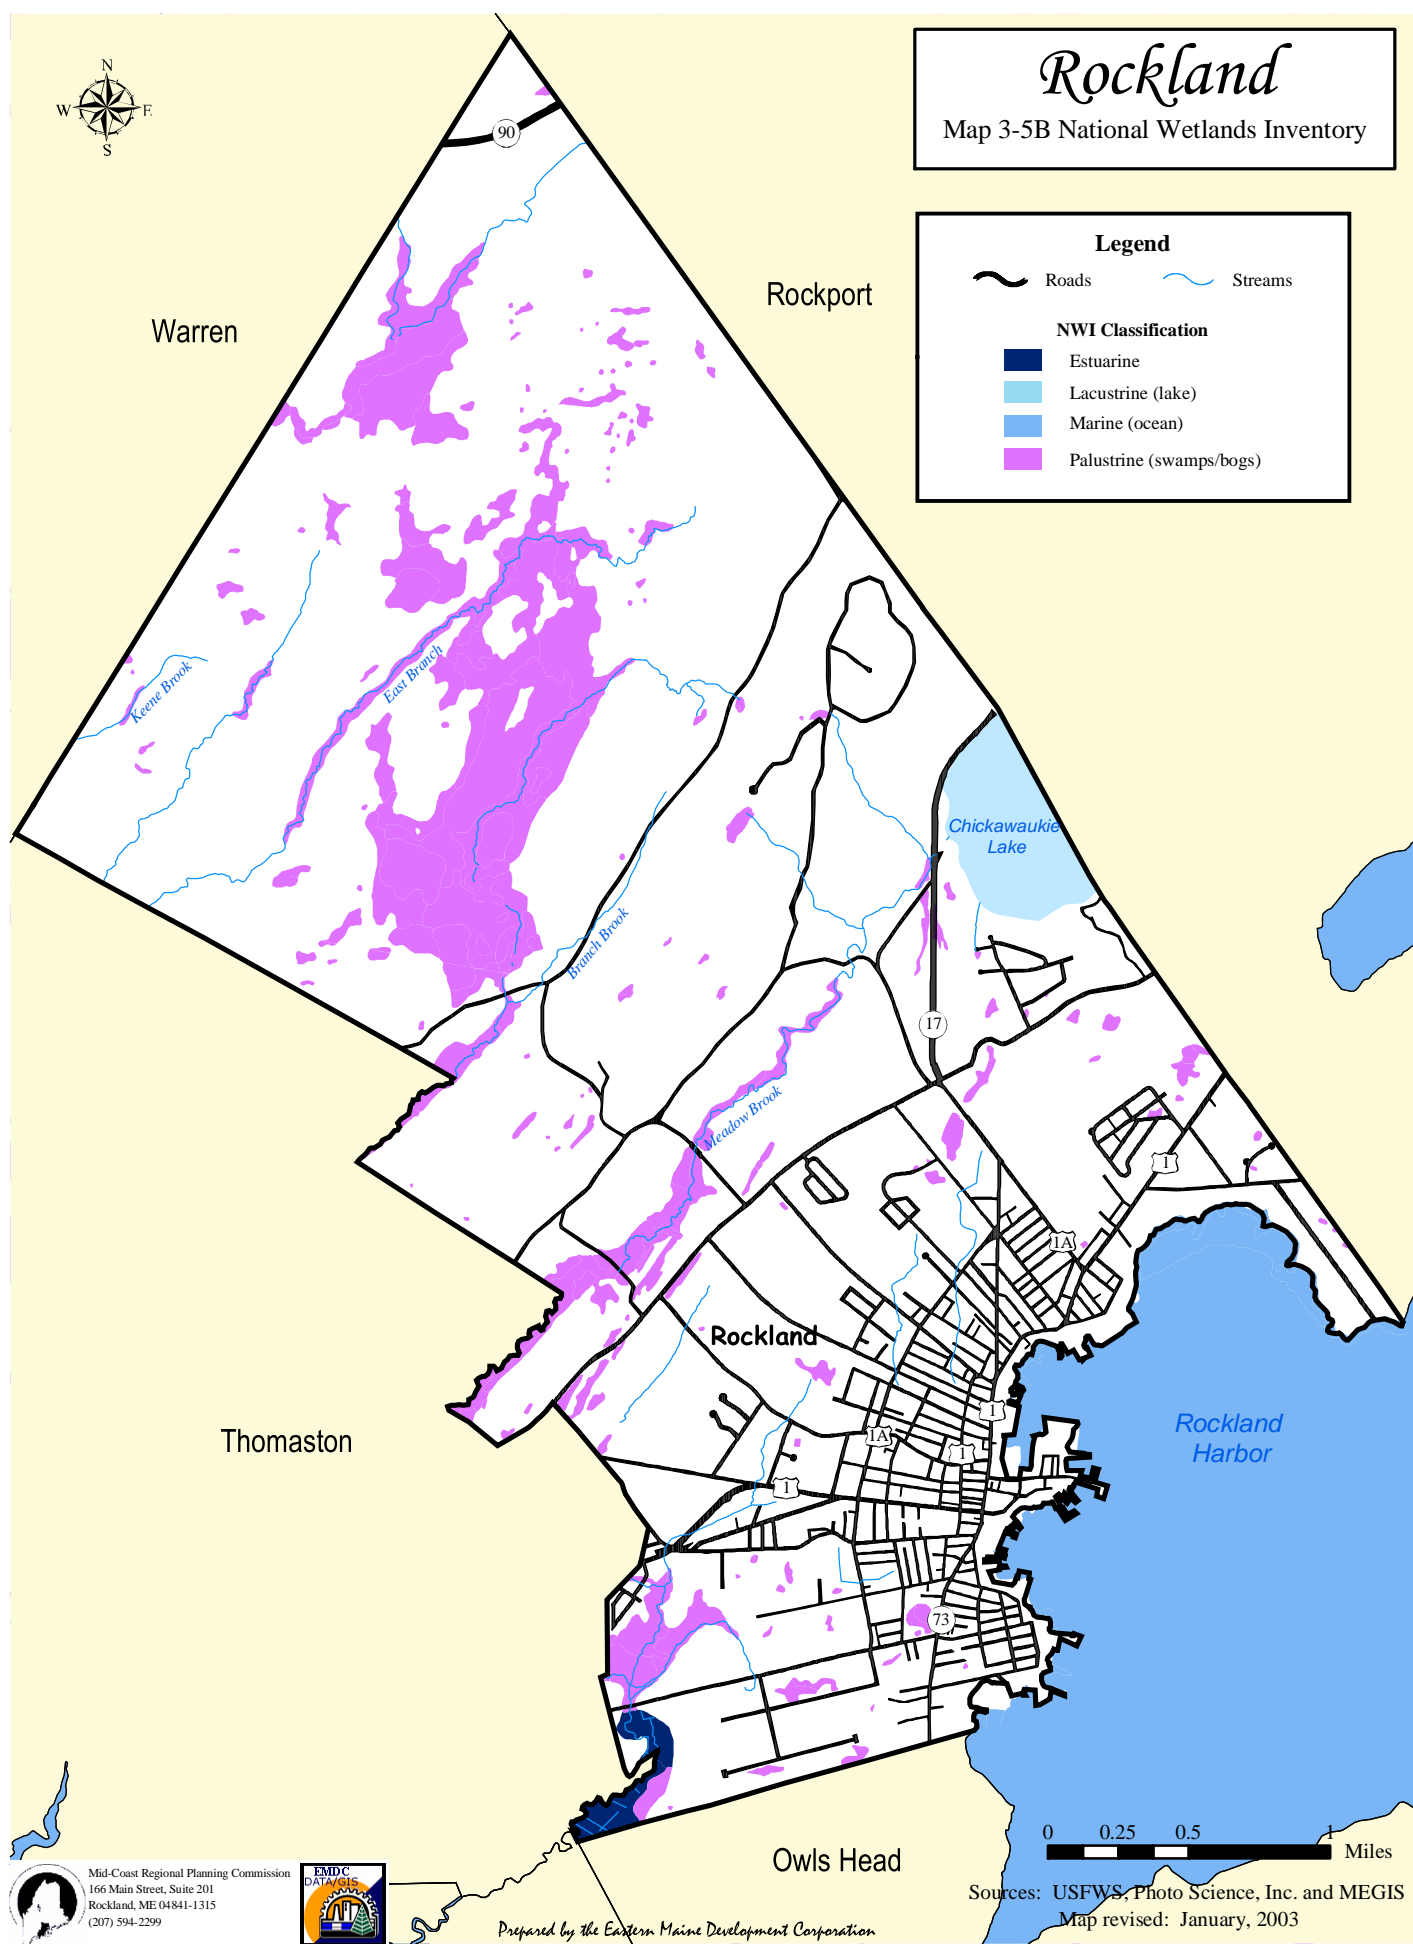 Rockland
Map 3-5B National Wetlands Inventory
N
W E
S
90
Legend
Roads
Streams
NWI Classification
Estuarine
Lacustrine (lake)
Marine (ocean)
Palustrine (swamps/bogs)
Rockport
Warren
Keene Brook
East Branch
Chickawaukie
Lake
Branch Brook
17
Meadow Brook
1
1A
Rockland
1
1A
1
1
Rockland
Harbor
Thomaston
73
Owls Head
0 0.25 0.5 1
Miles
Sources: USFWS, Photo Science, Inc. and MEGIS
Map revised: January, 2003
Mid-Coast Regional Planning Commission
166 Main Street, Suite 201
Rockland, ME 04841-1315
(207) 594-2299
EMDC
DATA/GIS
Prepared by the Eastern Maine Development Corporation